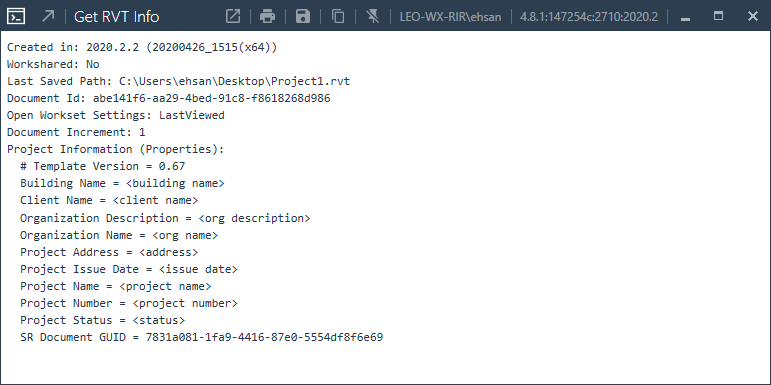 Get RVT Info
LEO-WX-RIR\ehsan
4.8.1:147254c:2710:2020.2
Created in: 2020.2.2 (20200426_1515(x64))
Workshared: No
Last Saved Path: C:\Users\ehsan\Desktop\Project1.rvt
Document Id: abe141f6-aa29-4bed-91c8-f8618268d986
Open Workset Settings: LastViewed
Document Increment: 1
Project Information (Properties):
# Template Version = 0.67
Building Name = <building name>
Client Name = <client name>
Organization Description = <org description>
Organization Name = <org name>
Project Address = <address>
Project Issue Date = <issue date>
Project Name = <project name>
Project Number = <project number>
Project Status = <status>
SR Document GUID = 7831a081-1fa9-4416-87e0-5554df8f6e69